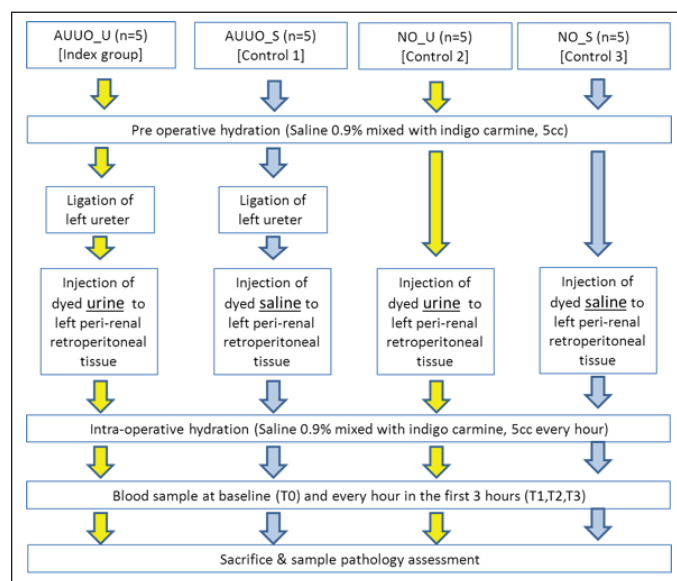 AUUO_U (n=5)
[Index group]
AUUO_S (n=5)
[Control 1]
NO_U (n=5)
[Control 2]
NO_S (n=5)
[Control 3]
Pre operative hydration (Saline 0.9% mixed with indigo carmine, 5cc)
Ligation of
left ureter
Ligation of
left ureter
Injection of
dyed urine to
left peri-renal
retroperitoneal
tissue
Injection of
dyed saline to
left peri-renal
retroperitoneal
tissue
Injection of
dyed urine to
left peri-renal
retroperitoneal
tissue
Injection of
dyed saline to
left peri-renal
retroperitoneal
tissue
Intra-operative hydration (Saline 0.9% mixed with indigo carmine, 5cc every hour)
Blood sample at baseline (T0) and every hour in the first 3 hours (T1,T2,T3)
Sacrifice & sample pathology assessment